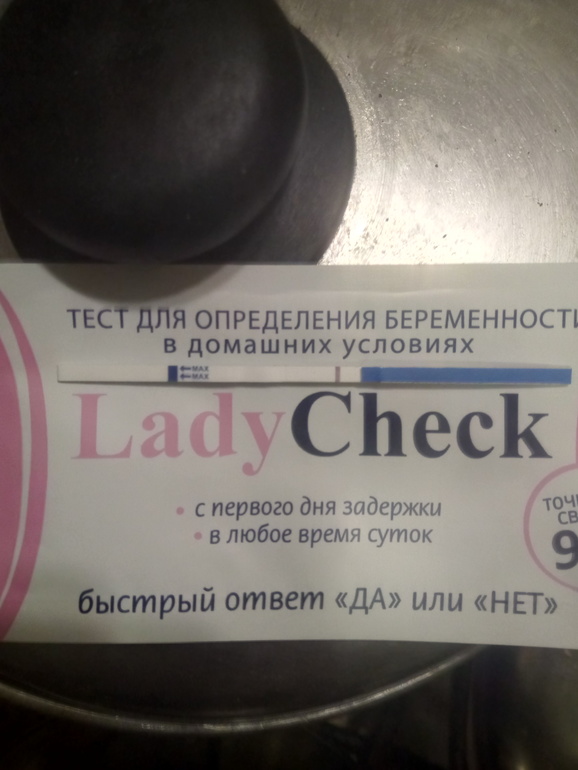 ТЕСТ ДЛЯ ОПРЕДЕЛЕНИЯ БЕРЕМЕННОСТИ
в домашних условиях
MAX
MAX
LadyCheck
• с первого дня задержки
• в любое время суток
9
быстрый ответ «ДА» или «НЕТ»